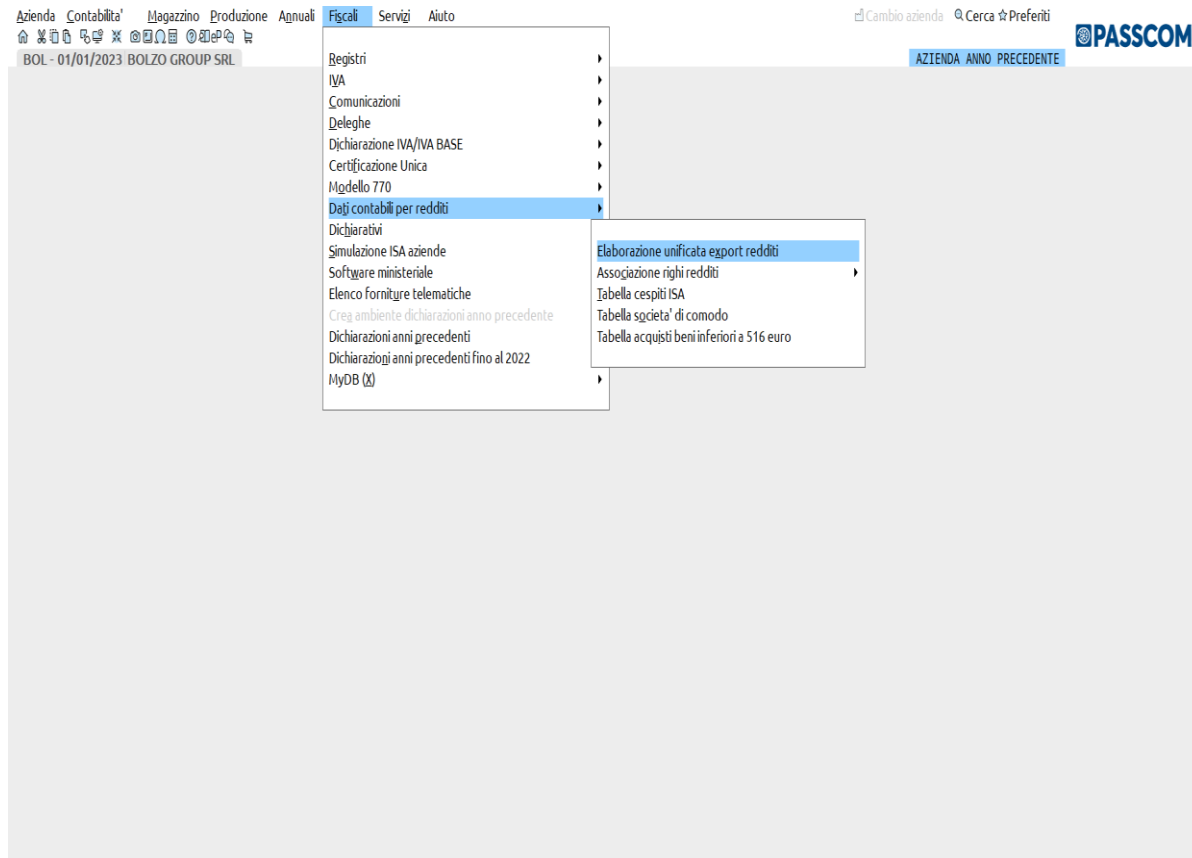 Azienda Contabilita' Magazzino Produzione Annuali Fiscali Servizi Aiuto Cambio azienda Cerca Preferiti
PASSCOM
BOL - 01/01/2023 BOLZO GROUP SRL AZIENDA ANNO PRECEDENTE
Registri
IVA
Comunicazioni
Deleghe
Dichiarazione IVA/IVA BASE
Certificazione Unica
Modello 770
Dati contabili per redditi
Dichiarativi
Simulazione ISA aziende
Software ministeriale
Elenco forniture telematiche
Crea ambiente dichiarazioni anno precedente
Dichiarazioni anni precedenti
Dichiarazioni anni precedenti fino al 2022
MyDB (X)
Elaborazione unificata export redditi
Associazione righi redditi
Tabella cespiti ISA
Tabella societa' di comodo
Tabella acquisti beni inferiori a 516 euro